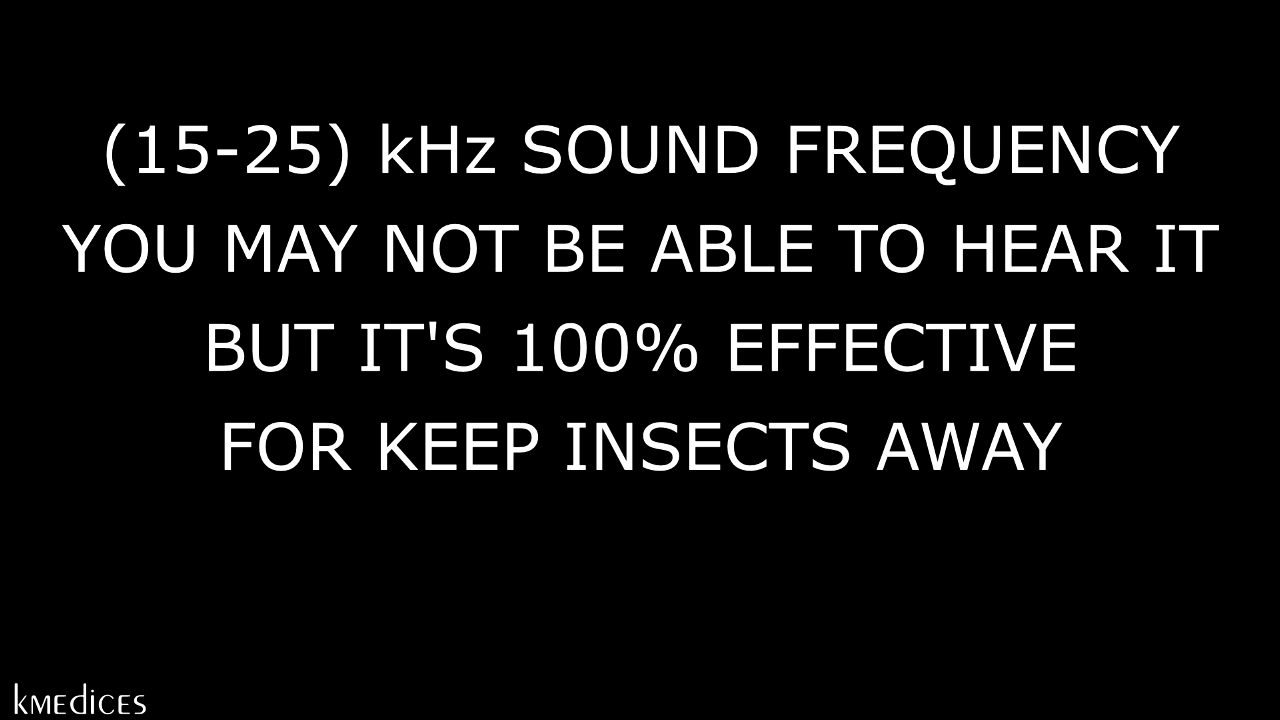 (15-25) kHz SOUND FREQUENCY
YOU MAY NOT BE ABLE TO HEAR IT
BUT IT'S 100% EFFECTIVE
FOR KEEP INSECTS AWAY
kMEdiCES